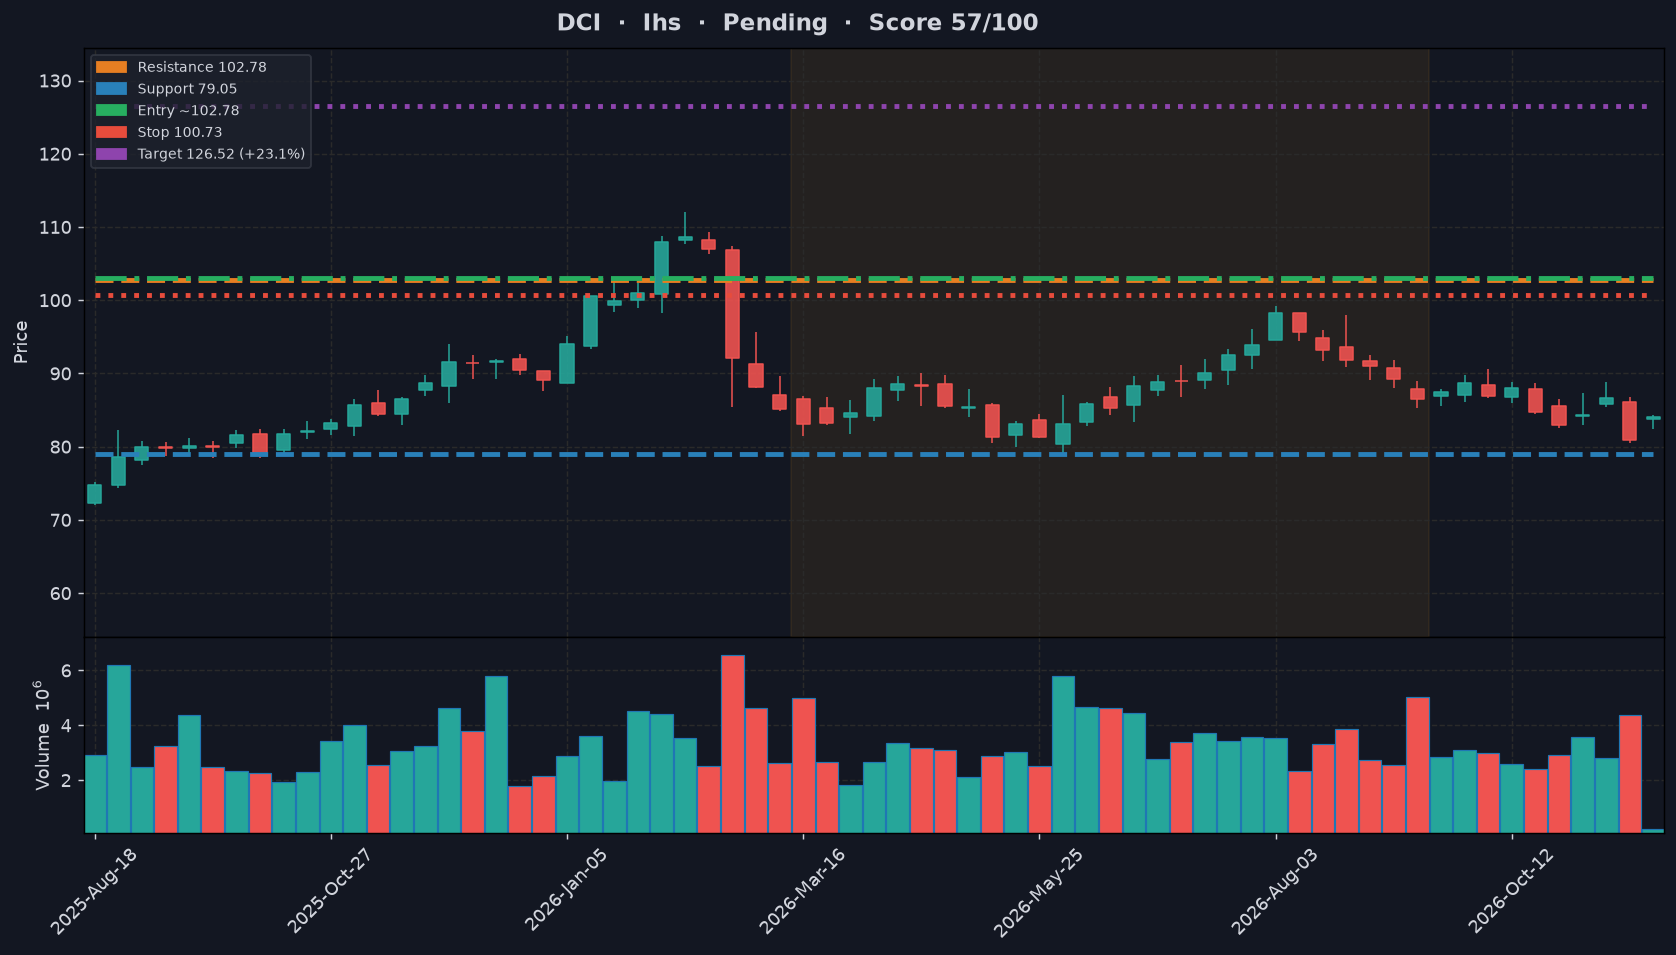 DCI · Ihs · Pending · Score 57/100
Resistance 102.78
Support 79.05
Entry ~102.78
Stop 100.73
Target 126.52 (+23.1%)
Price
130
120
110
100
90
80
70
60
Volume 10⁶
6
4
2
2025-Aug-18
2025-Oct-27
2026-Jan-05
2026-Mar-16
2026-May-25
2026-Aug-03
2026-Oct-12